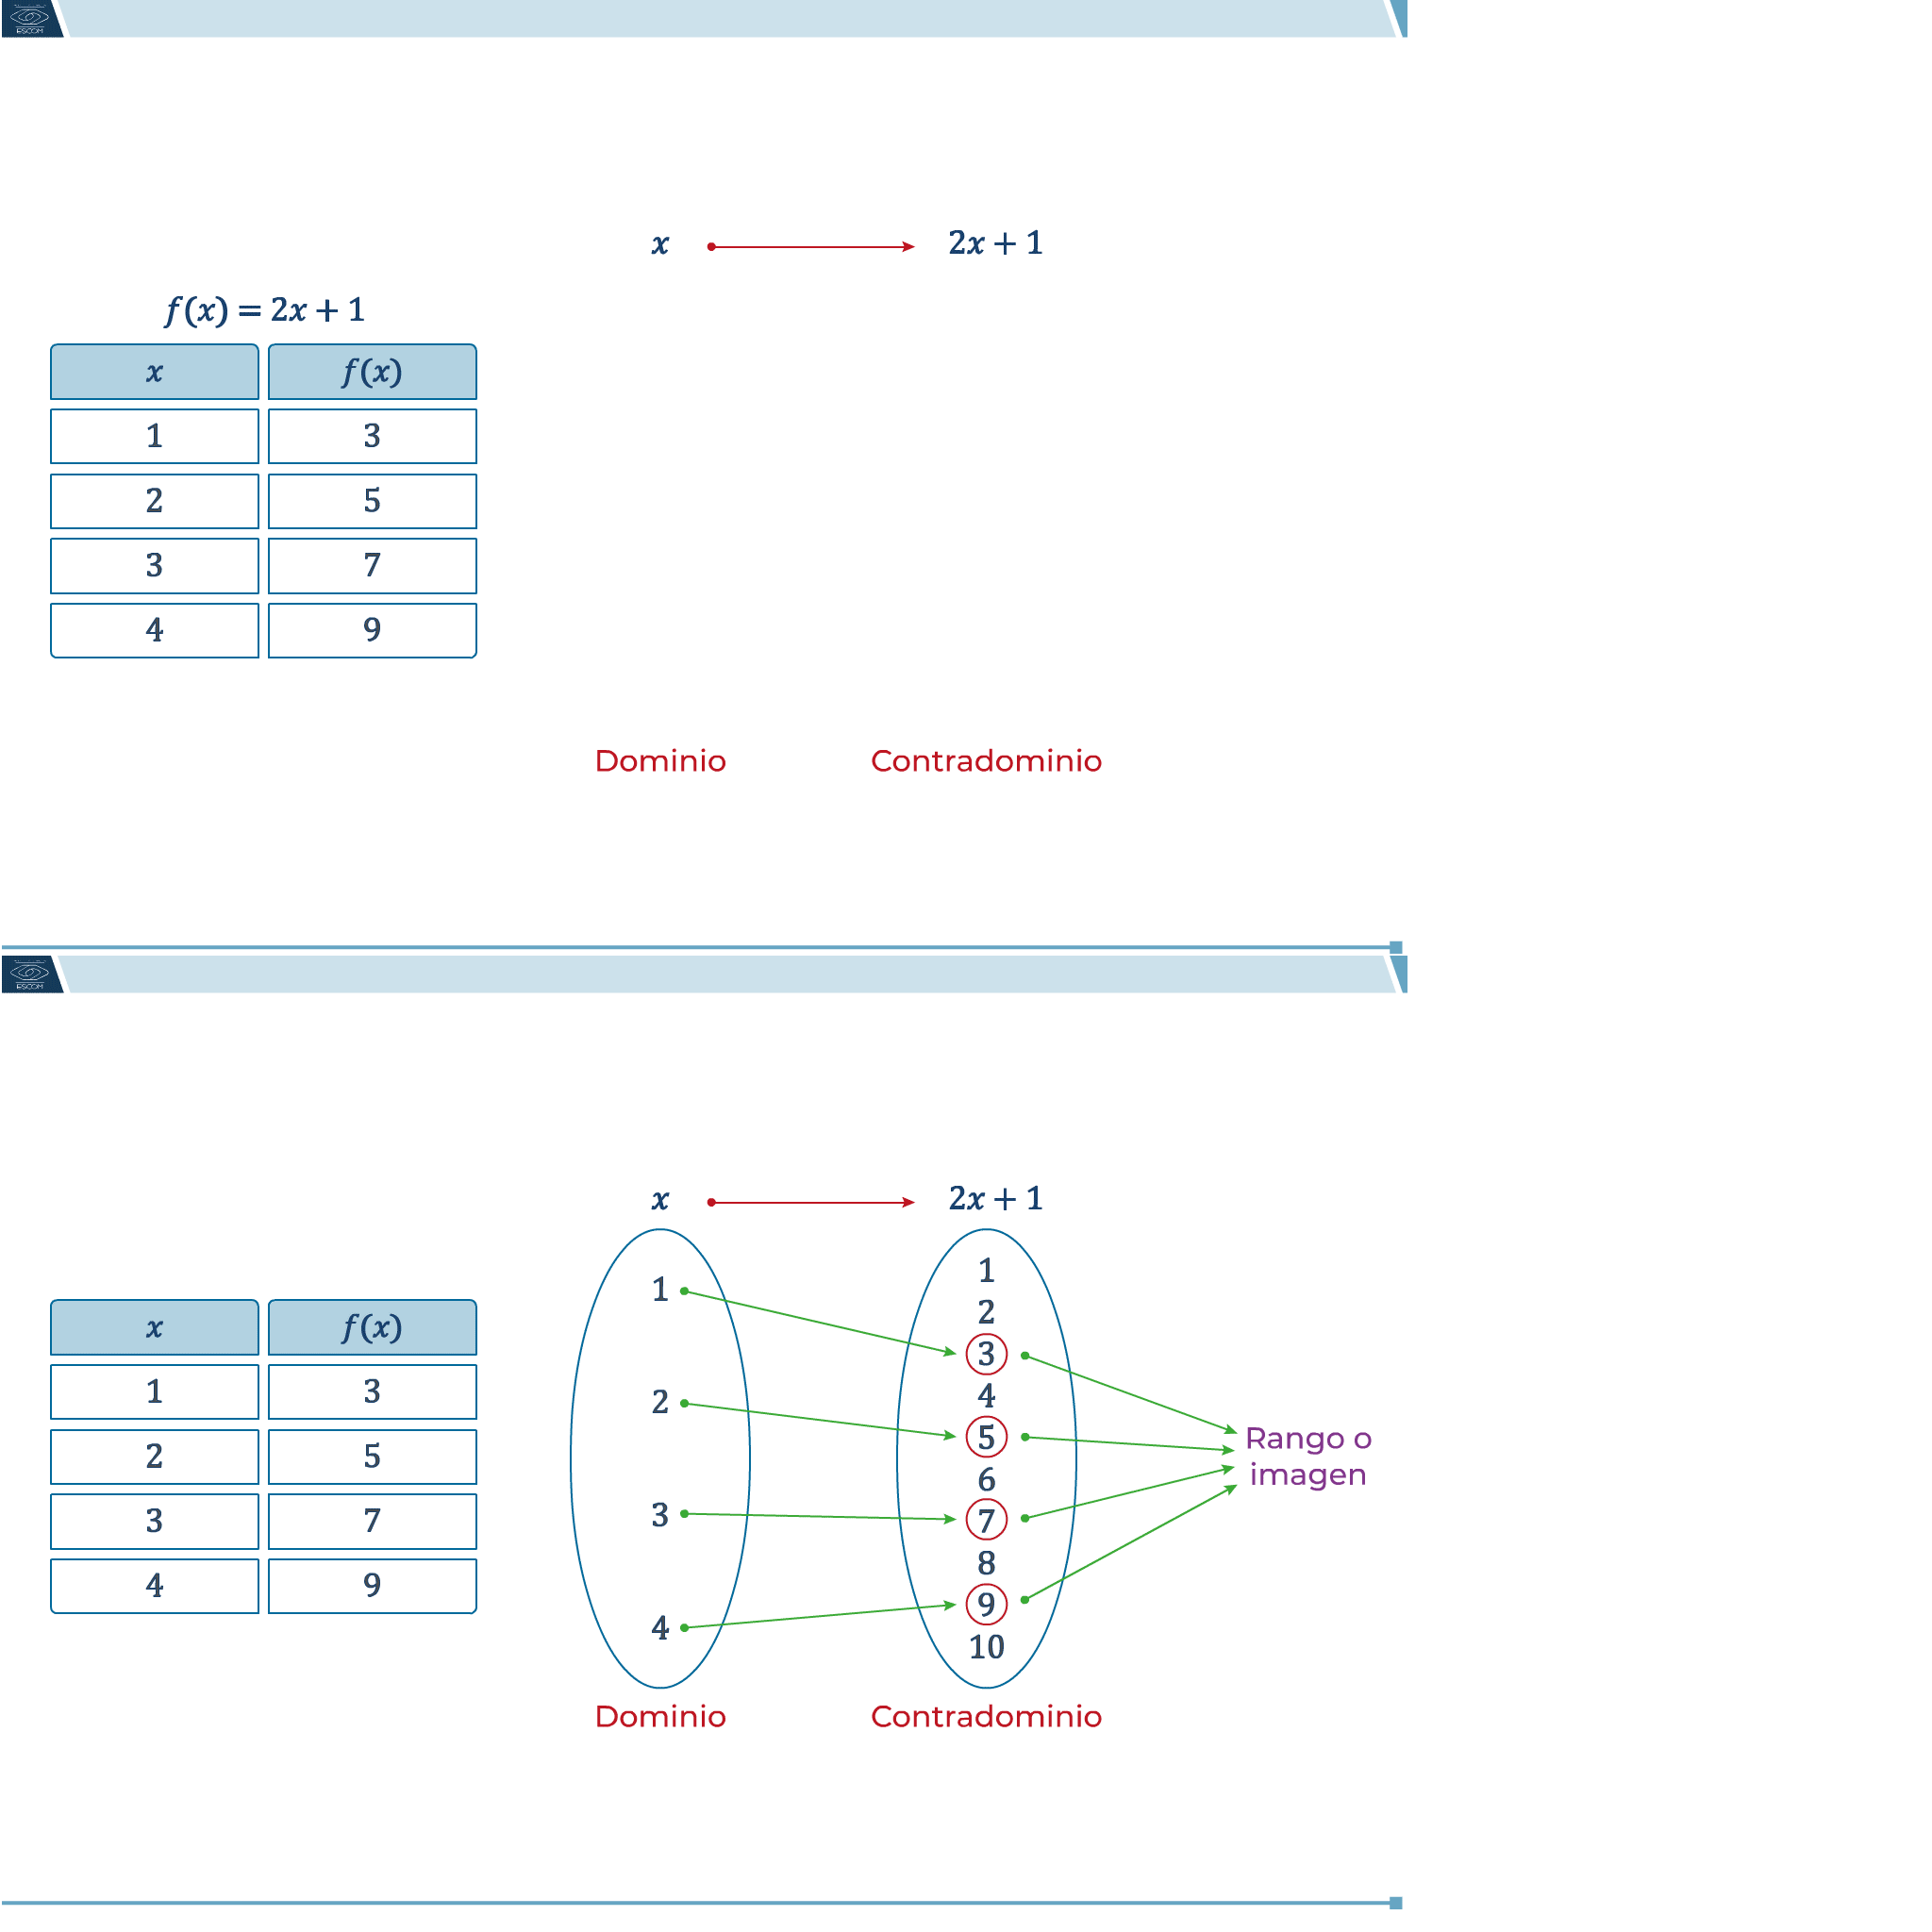 ESCOM
x 2x + 1
f(x) = 2x + 1
x f(x)
1 3
2 5
3 7
4 9
Dominio Contradominio
ESCOM
x 2x + 1
x f(x)
1 3
2 5
3 7
4 9
1
2
3
4
1
2
3
4
5
6
7
8
9
10
Rango o
imagen
Dominio Contradominio